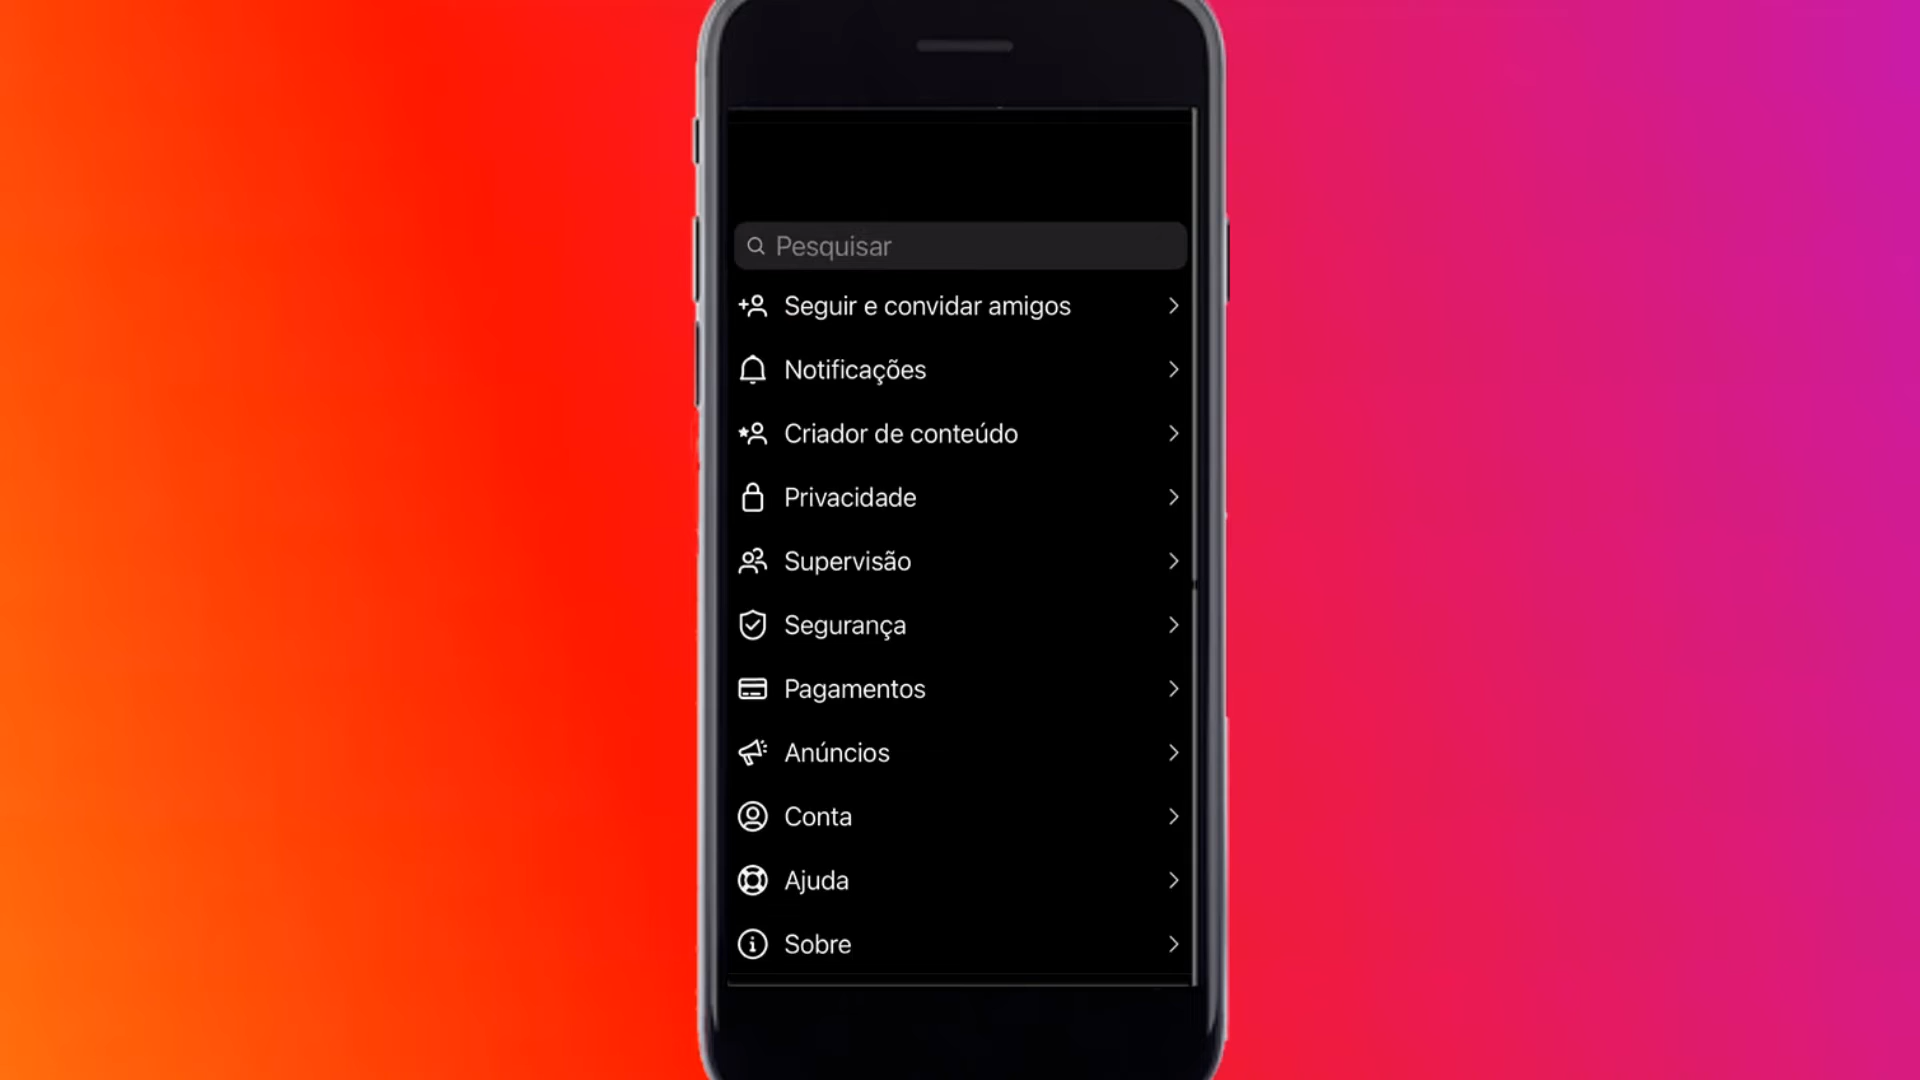 Pesquisar
Seguir e convidar amigos
Notificações
Criador de conteúdo
Privacidade
Supervisão
Segurança
Pagamentos
Anúncios
Conta
Ajuda
Sobre